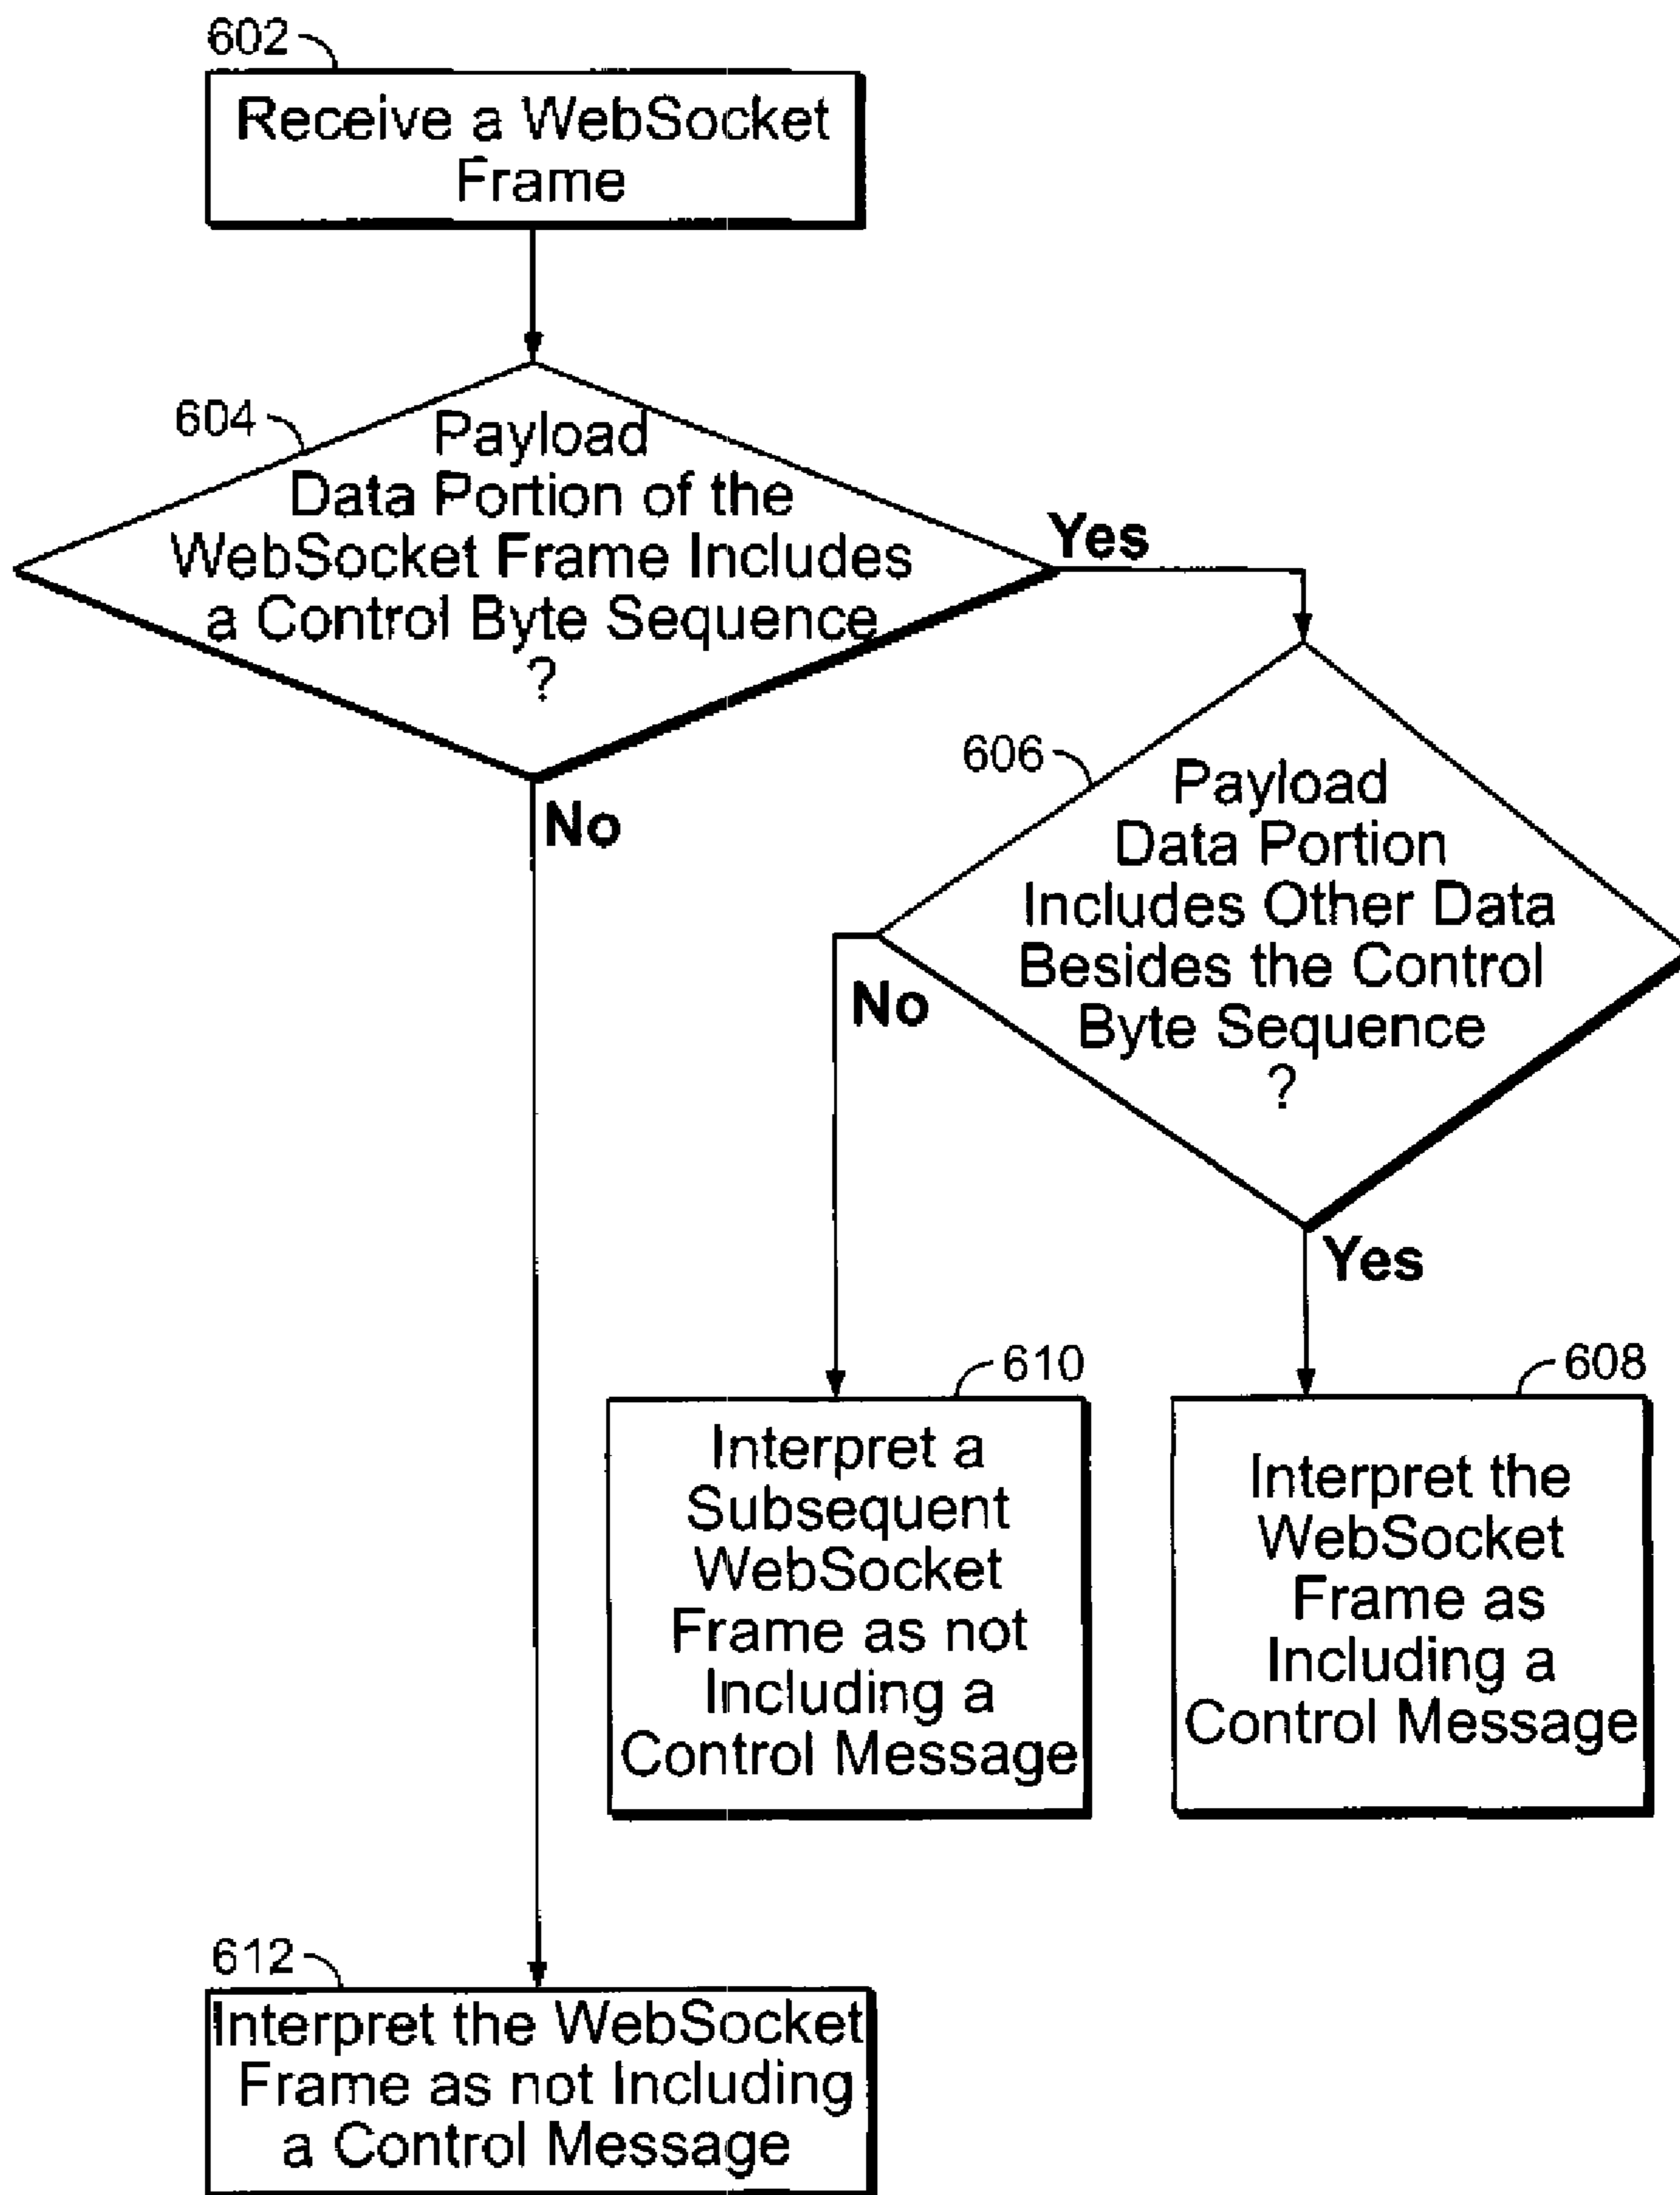 602
Receive a WebSocket
Frame
604
Payload
Data Portion of the
WebSocket Frame Includes
a Control Byte Sequence
?
Yes
No
606
Payload
Data Portion
Includes Other Data
Besides the Control
Byte Sequence
?
No
Yes
610
Interpret a
Subsequent
WebSocket
Frame as not
Including a
Control Message
608
Interpret the
WebSocket
Frame as
Including a
Control Message
612
Interpret the WebSocket
Frame as not Including
a Control Message